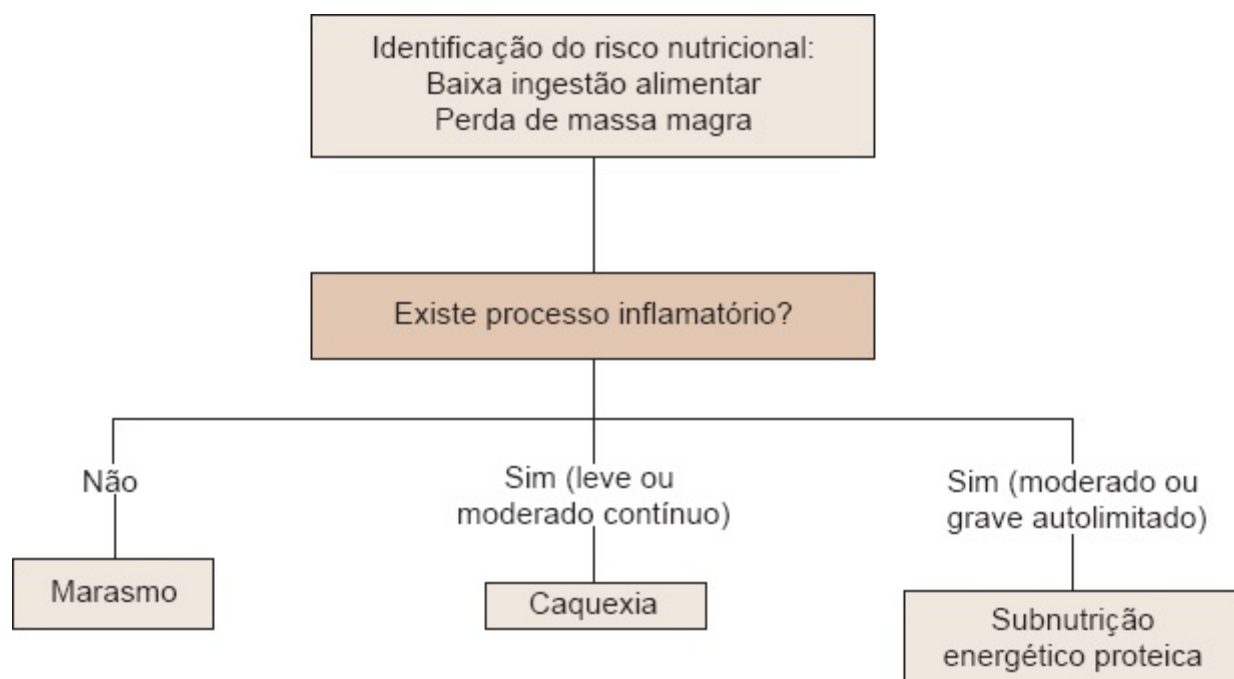 Identificação do risco nutricional:
Baixa ingestão alimentar
Perda de massa magra
Existe processo inflamatório?
Não
Sim (leve ou
moderado contínuo)
Sim (moderado ou
grave autolimitado)
Marasmo
Caquexia
Subnutrição
energético proteica